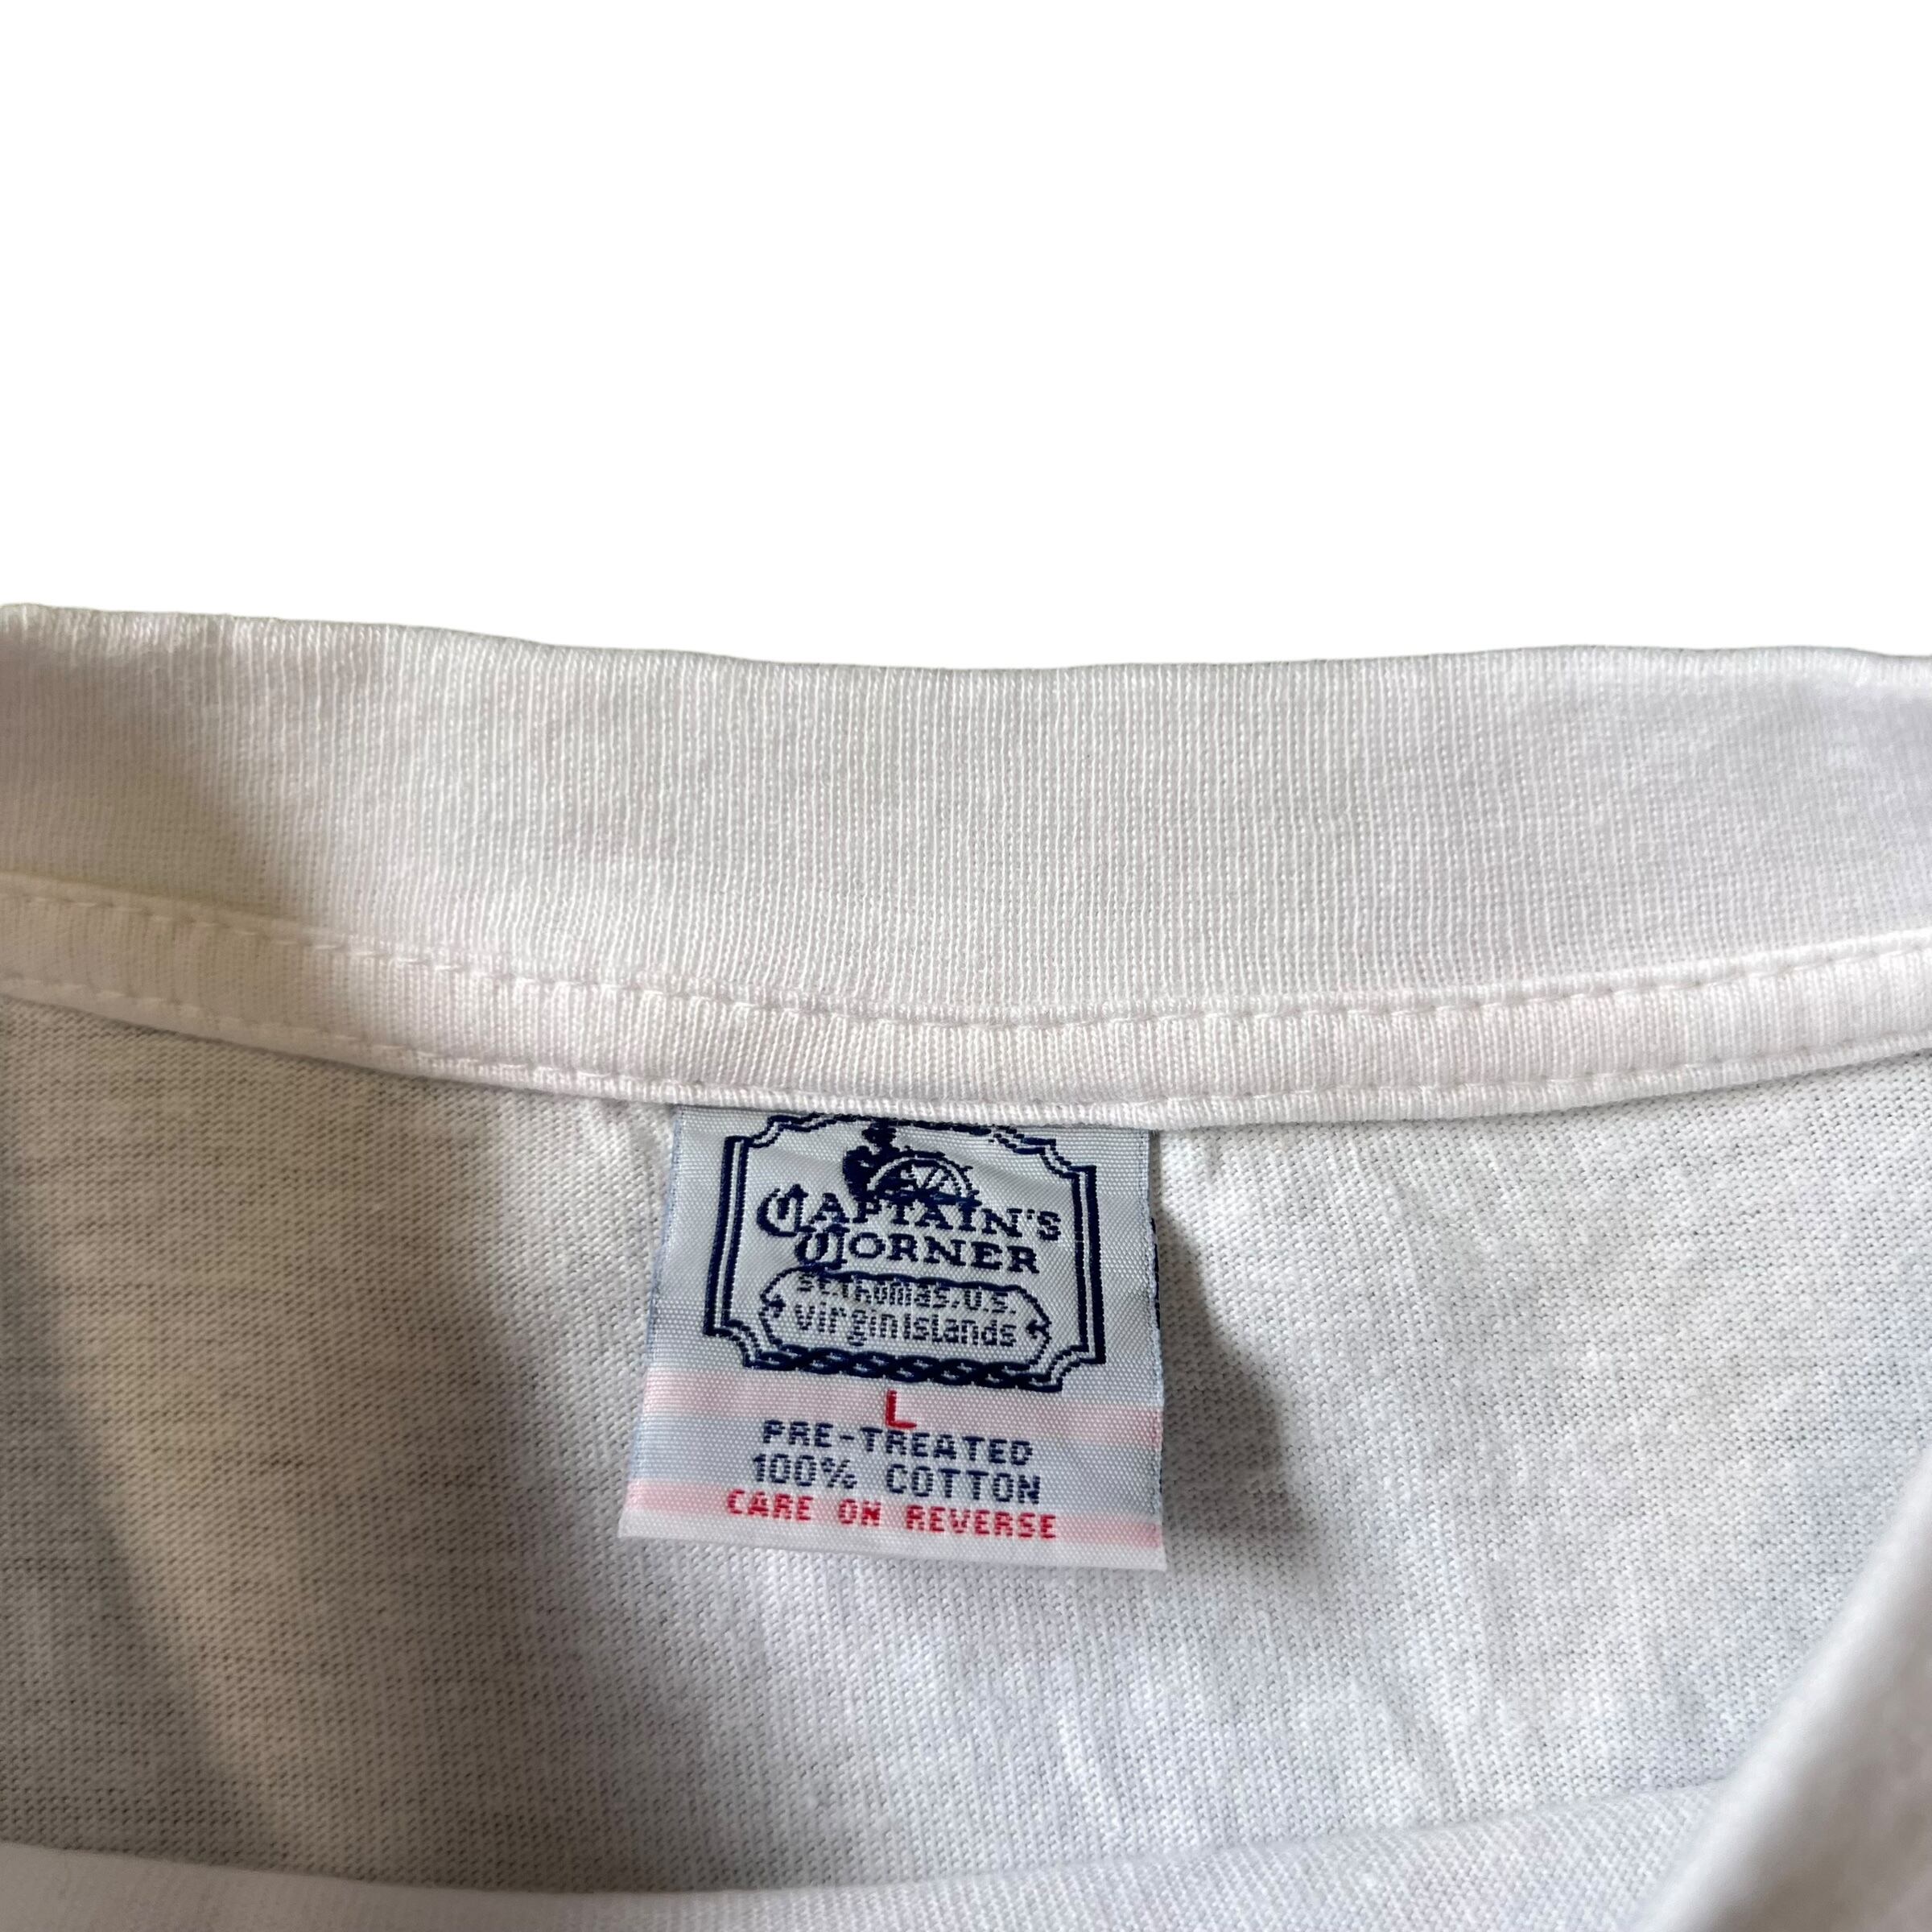 CAPTAIN'S
CORNER
St.Thomas,U.S.
Virgin Islands
L
PRE-TREATED
100% COTTON
CARE ON REVERSE